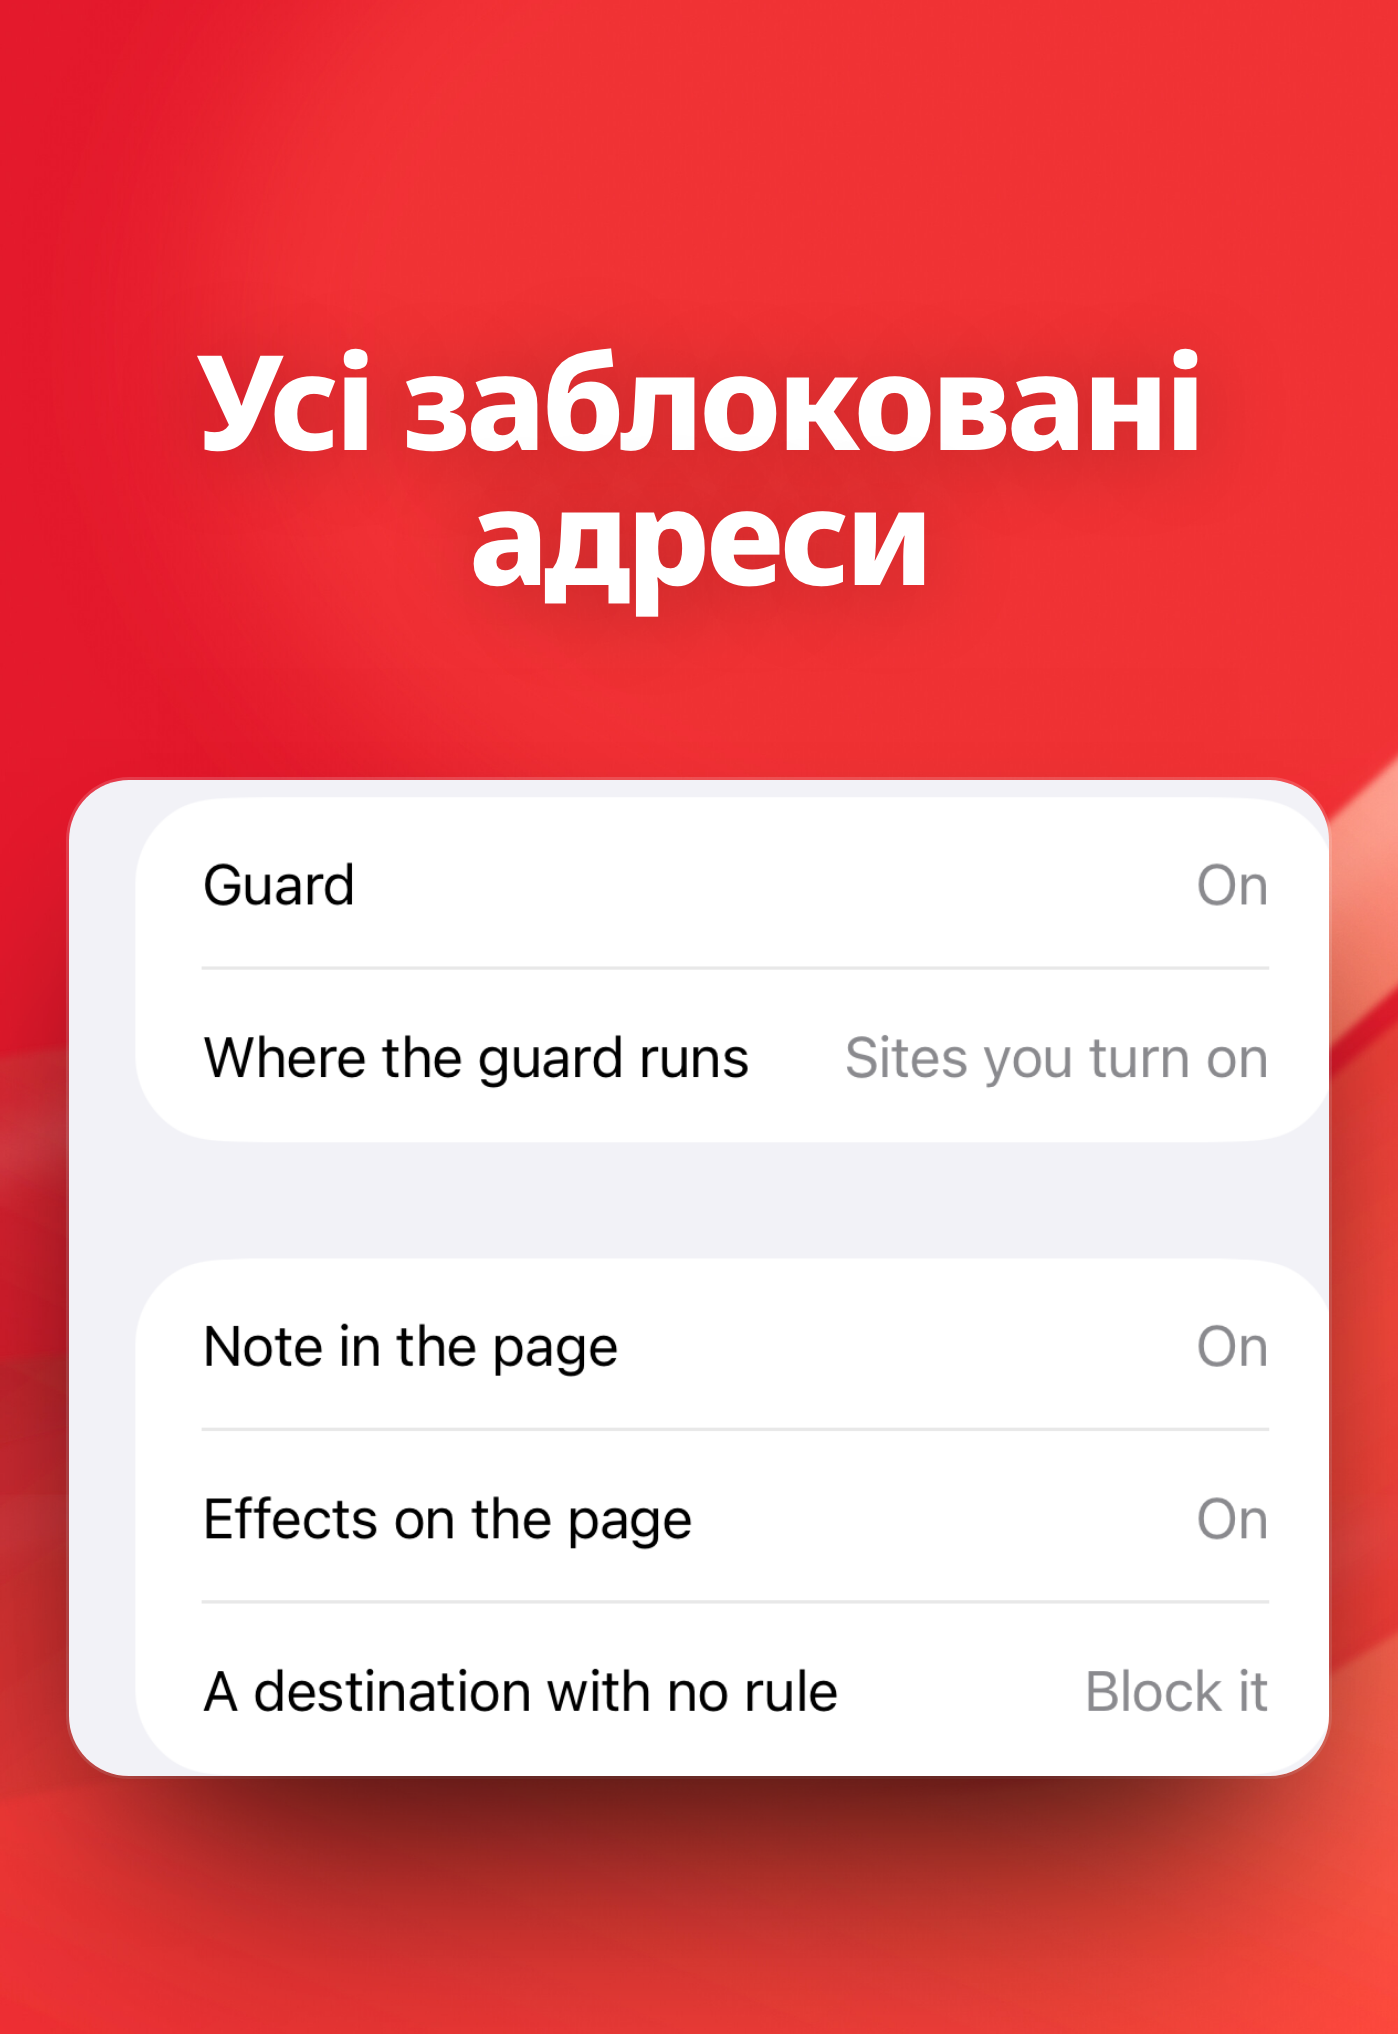 Усі заблоковані
адреси
Guard On
Where the guard runs Sites you turn on
Note in the page On
Effects on the page On
A destination with no rule Block it